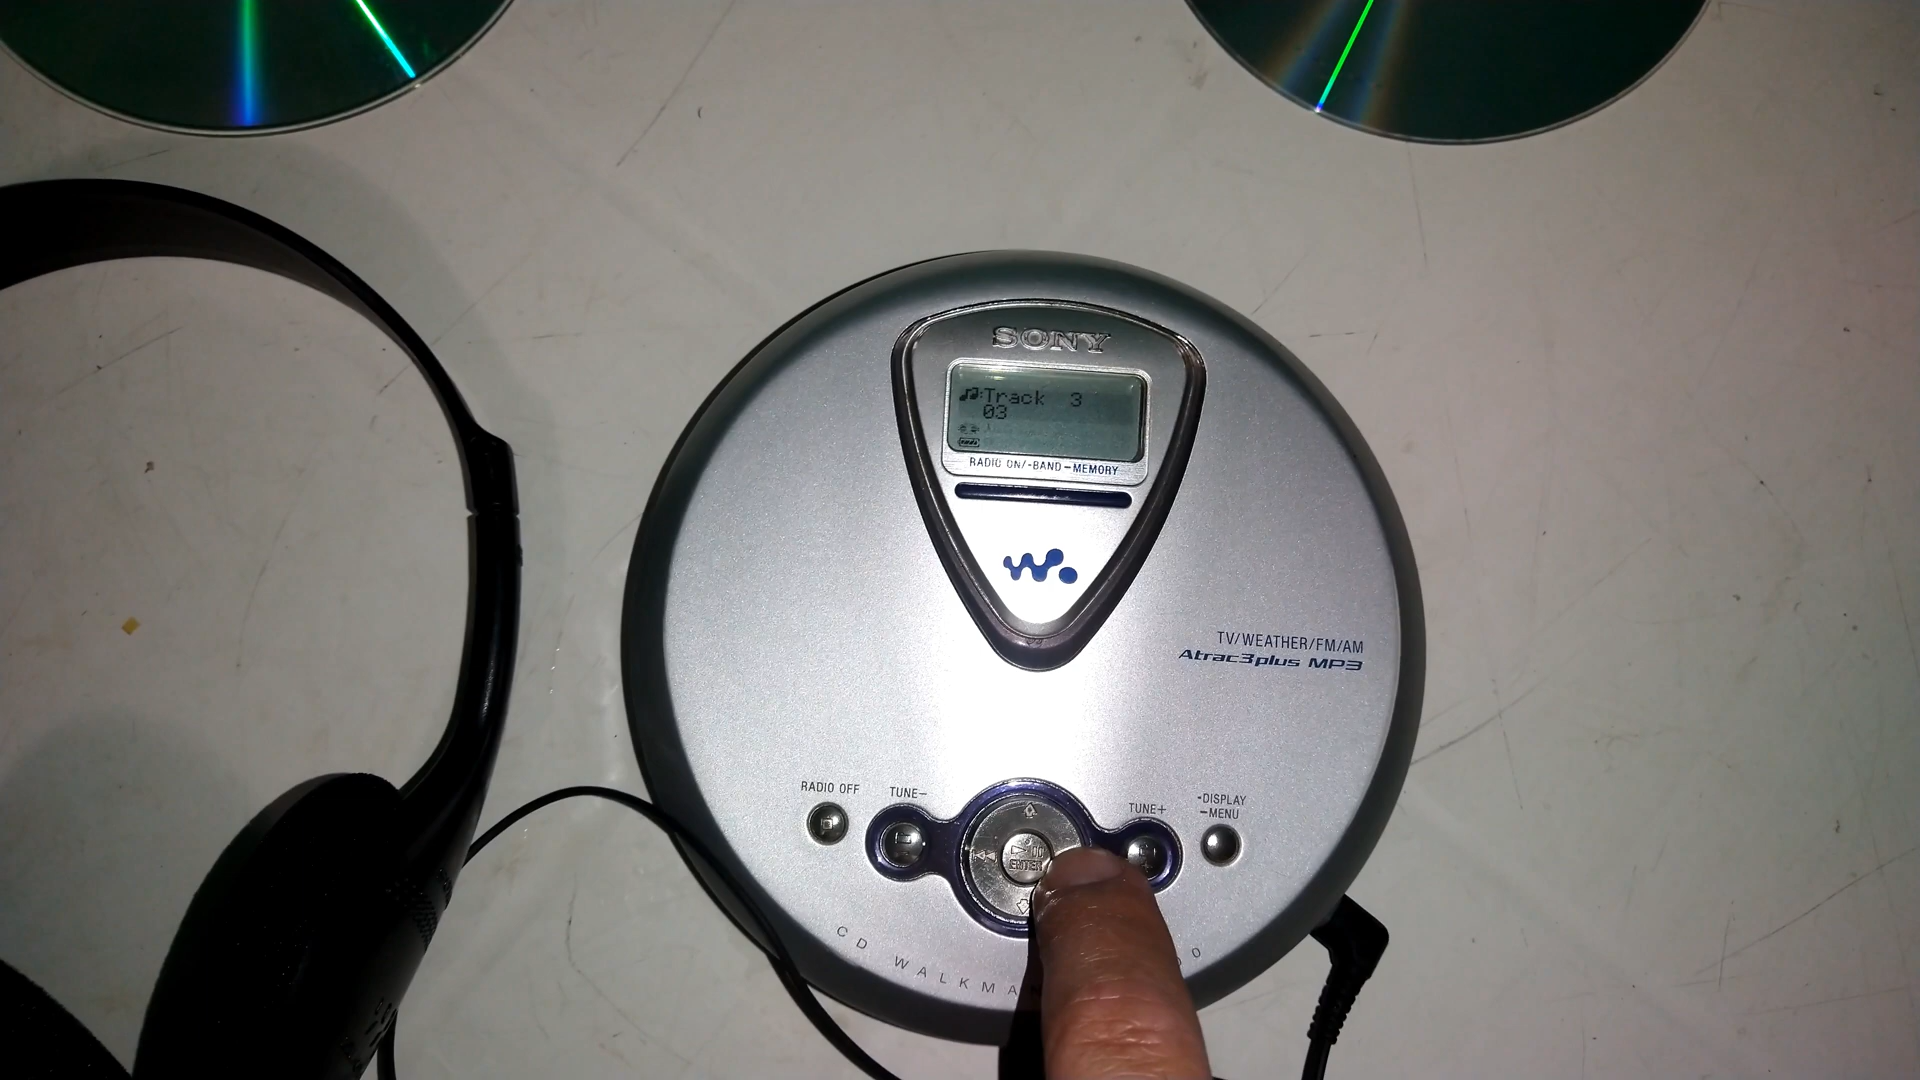 SONY
Track 3
03
RADIO ON/•BAND –MEMORY
TV/WEATHER/FM/AM
Atrac3plus MP3
RADIO OFF
TUNE–
TUNE+
•DISPLAY
–MENU
ENTER
CD